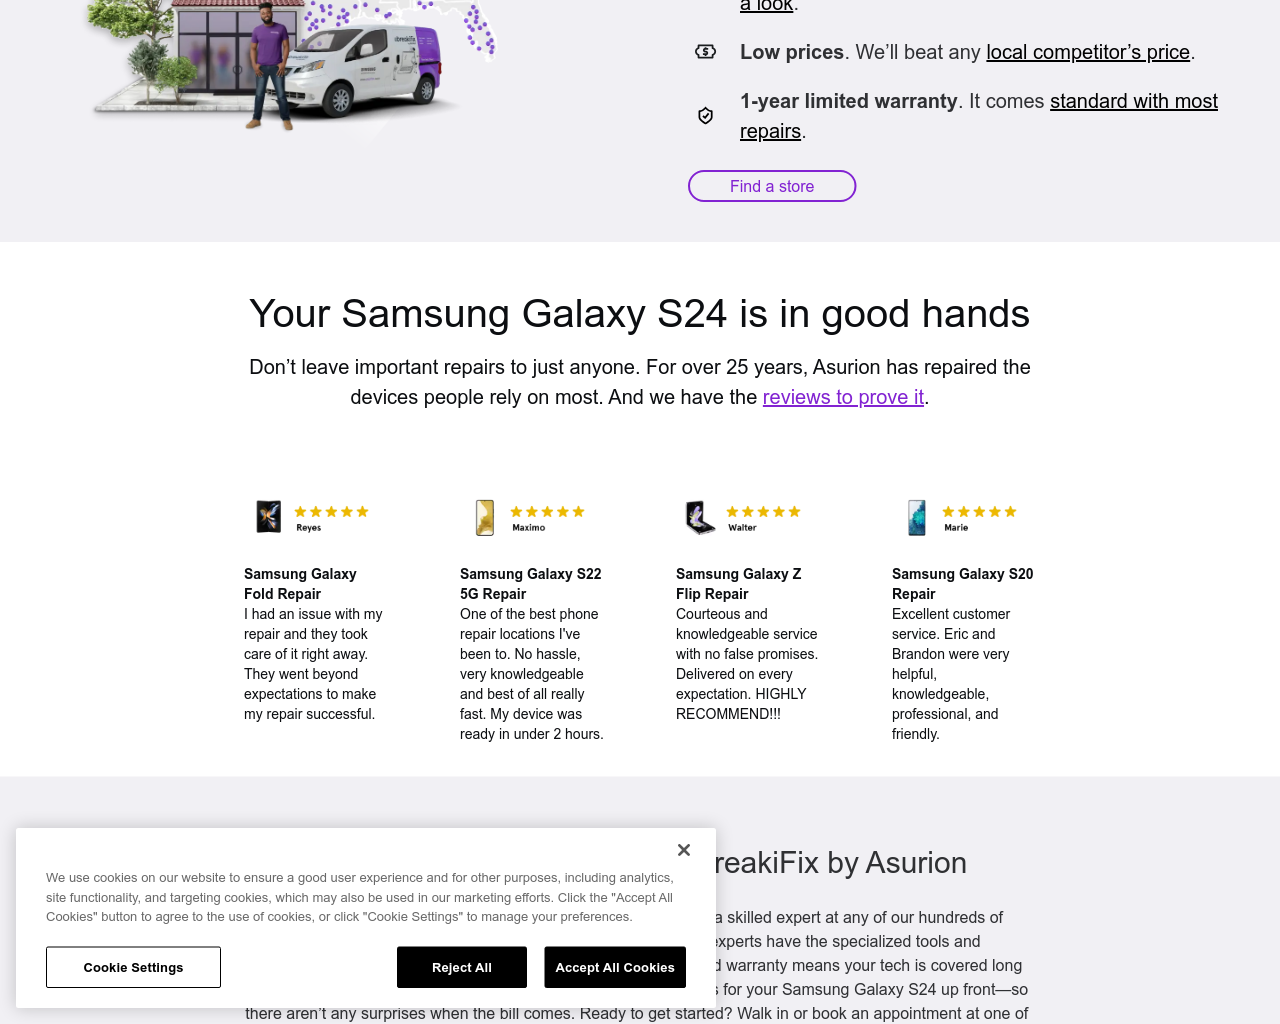 a look.
Low prices. We’ll beat any local competitor’s price.
1-year limited warranty. It comes standard with most
repairs.
Find a store
Your Samsung Galaxy S24 is in good hands
Don’t leave important repairs to just anyone. For over 25 years, Asurion has repaired the
devices people rely on most. And we have the reviews to prove it.
Reyes
Samsung Galaxy
Fold Repair
I had an issue with my
repair and they took
care of it right away.
They went beyond
expectations to make
my repair successful.
Maximo
Samsung Galaxy S22
5G Repair
One of the best phone
repair locations I've
been to. No hassle,
very knowledgeable
and best of all really
fast. My device was
ready in under 2 hours.
Walter
Samsung Galaxy Z
Flip Repair
Courteous and
knowledgeable service
with no false promises.
Delivered on every
expectation. HIGHLY
RECOMMEND!!!
Marie
Samsung Galaxy S20
Repair
Excellent customer
service. Eric and
Brandon were very
helpful,
knowledgeable,
professional, and
friendly.
reakiFix by Asurion
a skilled expert at any of our hundreds of
experts have the specialized tools and
d warranty means your tech is covered long
s for your Samsung Galaxy S24 up front—so
there aren’t any surprises when the bill comes. Ready to get started? Walk in or book an appointment at one of
We use cookies on our website to ensure a good user experience and for other purposes, including analytics,
site functionality, and targeting cookies, which may also be used in our marketing efforts. Click the "Accept All
Cookies" button to agree to the use of cookies, or click "Cookie Settings" to manage your preferences.
Cookie Settings
Reject All
Accept All Cookies